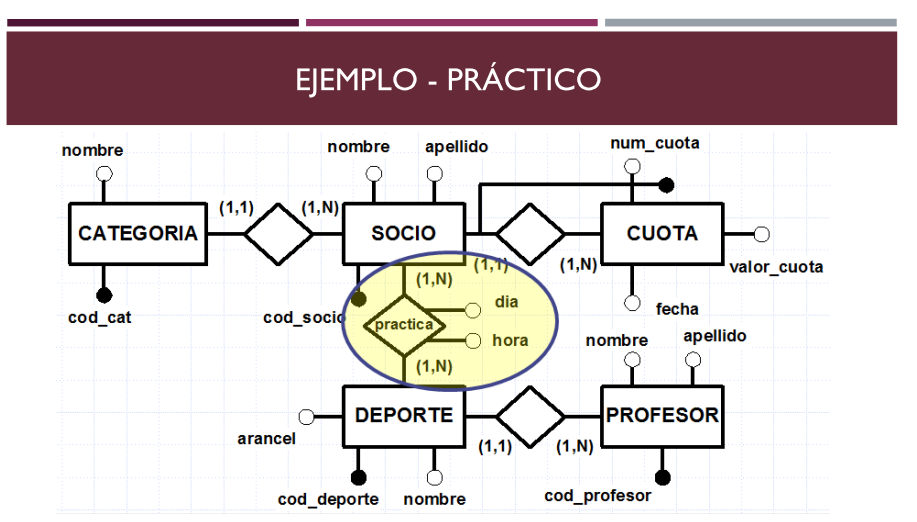 EJEMPLO - PRÁCTICO
nombre
nombre
apellido
num_cuota
(1,1)
(1,N)
CATEGORIA
SOCIO
CUOTA
(1,1)
(1,N)
valor_cuota
cod_cat
cod_socio
(1,N)
dia
fecha
practica
hora
(1,N)
nombre
apellido
DEPORTE
PROFESOR
arancel
(1,1)
(1,N)
cod_deporte
nombre
cod_profesor